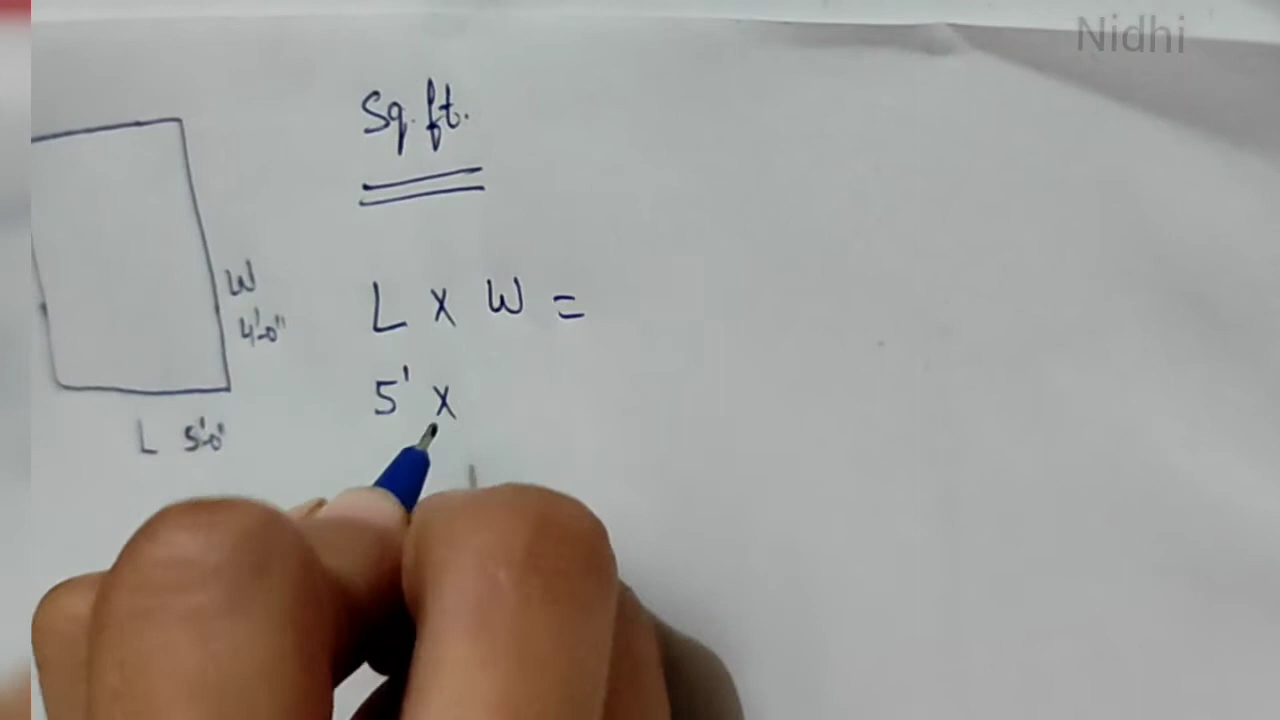 Nidhi
Sq. ft.
W
4'-0"
L 5'-0"
L x W =
5' x